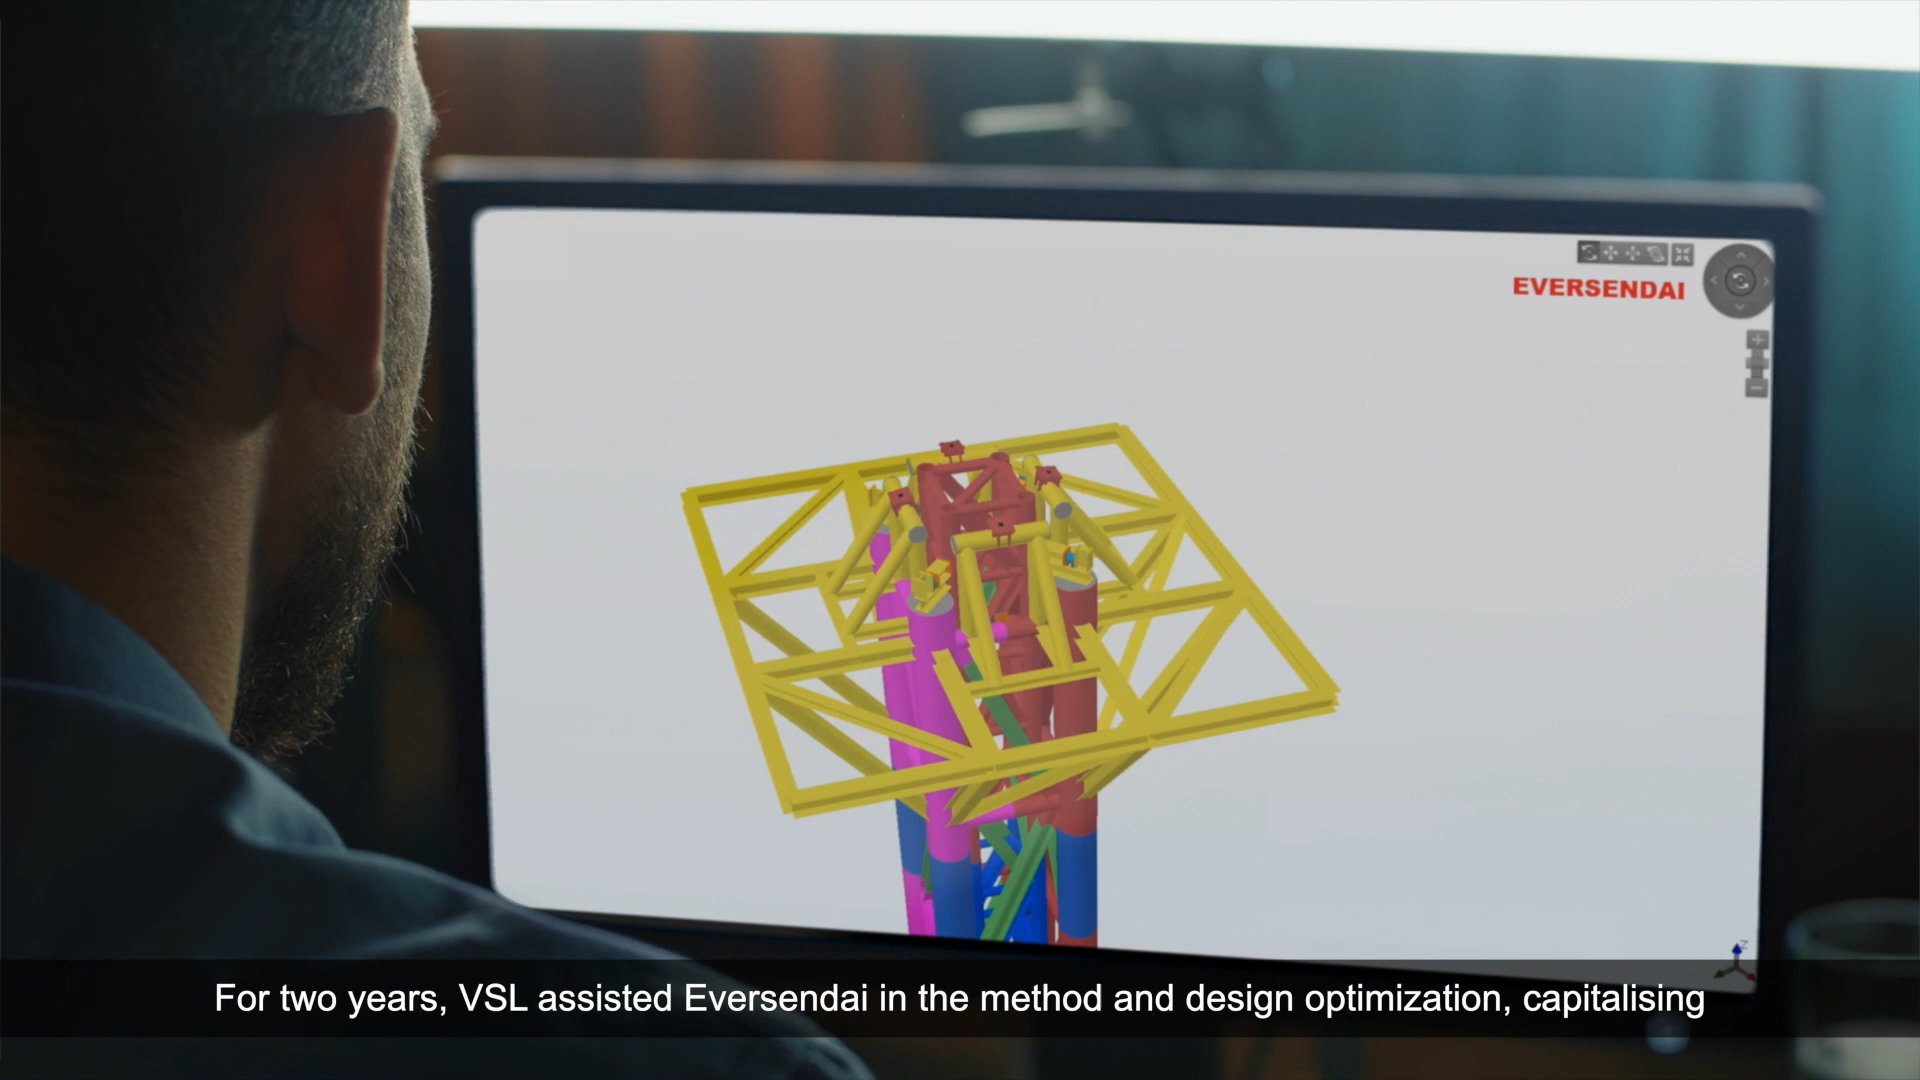 EVERSENDAI
Z
For two years, VSL assisted Eversendai in the method and design optimization, capitalising